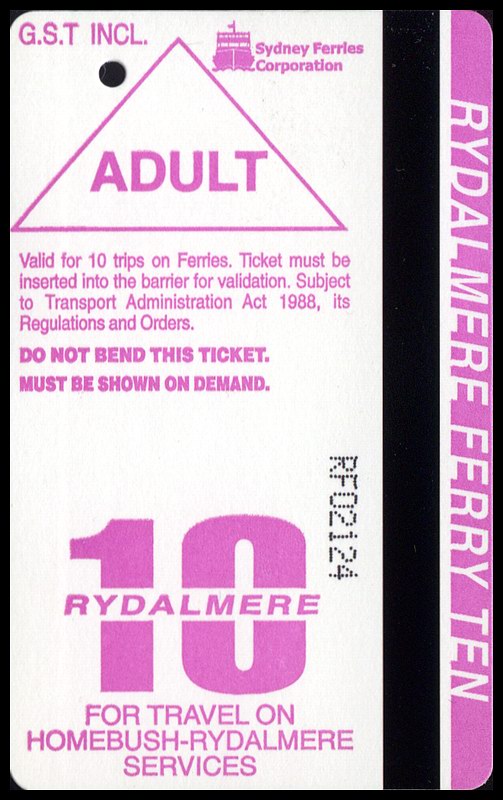 G.S.T INCL.
Sydney Ferries
Corporation
ADULT
Valid for 10 trips on Ferries. Ticket must be
inserted into the barrier for validation. Subject
to Transport Administration Act 1988, its
Regulations and Orders.
DO NOT BEND THIS TICKET.
MUST BE SHOWN ON DEMAND.
RF02124
10
RYDALMERE
FOR TRAVEL ON
HOMEBUSH-RYDALMERE
SERVICES
RYDALMERE FERRY TEN